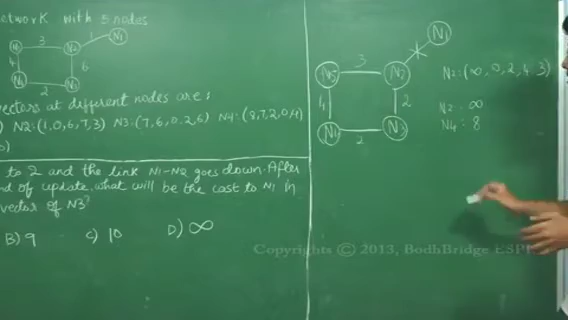 network with 5 nodes
3
1
N1
N2
4
6
2
vectors at different nodes are:
N2:(1,0,6,7,3) N3:(7,6,0,2,6) N4:(8,7,2,0,4)
to 2 and the link N1-N2 goes down. After
nd of update, what will be the cost to N1 in
vector of N3?
B) 9 C) 10 D) ∞
N1
3
N5 N2
4 2
N4 N3
2
N2:(∞,0,2,4,3)
N2: ∞
N4: 8
Copyright © 2013, BodhBridge ESPL